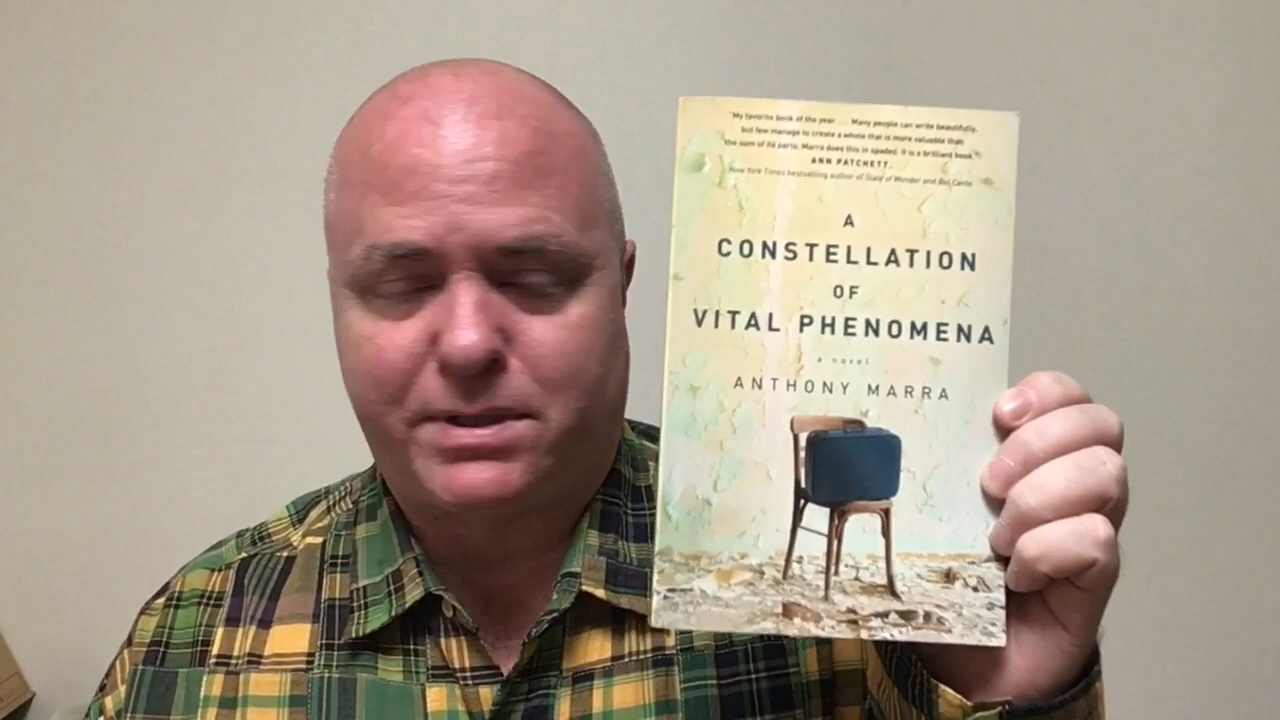 "My favorite book of the year . . . Many people can write beautifully,
but few manage to create a whole that is more valuable than
the sum of its parts. Marra does this in spades. It is a brilliant book."
ANN PATCHETT,
New York Times bestselling author of State of Wonder and Bel Canto
A
CONSTELLATION
OF
VITAL PHENOMENA
a novel
ANTHONY MARRA